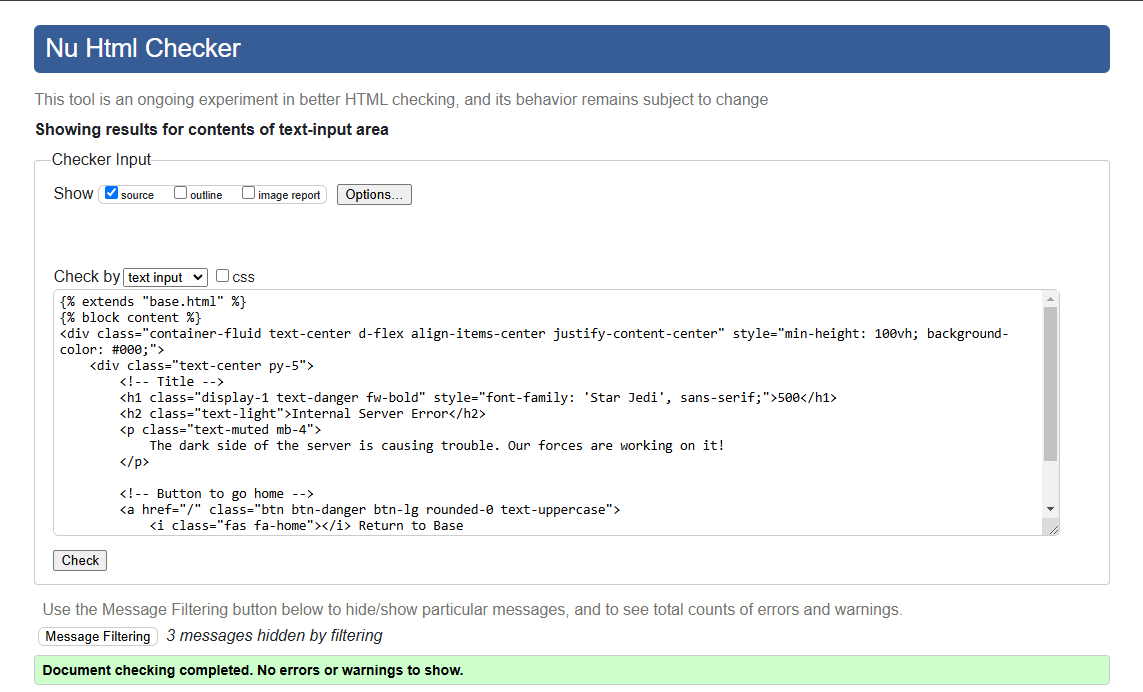 Nu Html Checker
This tool is an ongoing experiment in better HTML checking, and its behavior remains subject to change
Showing results for contents of text-input area
Checker Input
Show source outline image report Options...
Check by text input css
{% extends "base.html" %}
{% block content %}
<div class="container-fluid text-center d-flex align-items-center justify-content-center" style="min-height: 100vh; background-
color: #000;">
    <div class="text-center py-5">
        <!-- Title -->
        <h1 class="display-1 text-danger fw-bold" style="font-family: 'Star Jedi', sans-serif;">500</h1>
        <h2 class="text-light">Internal Server Error</h2>
        <p class="text-muted mb-4">
            The dark side of the server is causing trouble. Our forces are working on it!
        </p>
        <!-- Button to go home -->
        <a href="/" class="btn btn-danger btn-lg rounded-0 text-uppercase">
            <i class="fas fa-home"></i> Return to Base
Check
Use the Message Filtering button below to hide/show particular messages, and to see total counts of errors and warnings.
Message Filtering 3 messages hidden by filtering
Document checking completed. No errors or warnings to show.